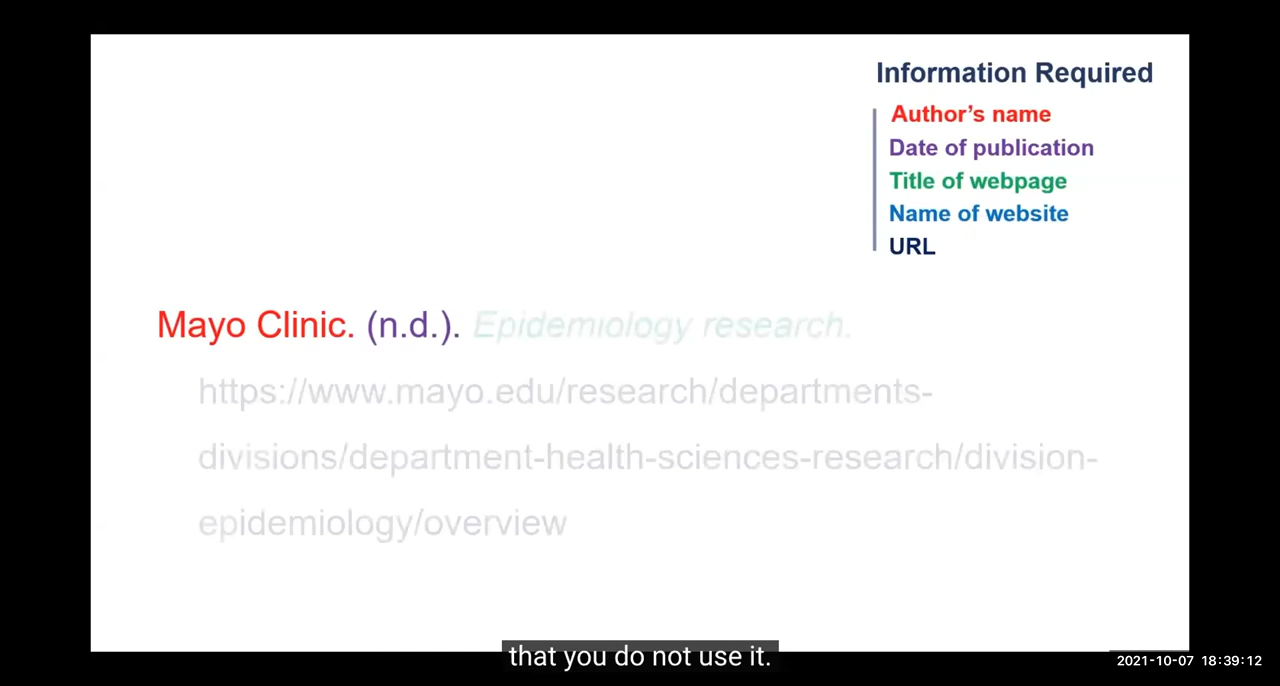 Information Required
Author’s name
Date of publication
Title of webpage
Name of website
URL
Mayo Clinic. (n.d.). Epidemiology research.
https://www.mayo.edu/research/departments-
divisions/department-health-sciences-research/division-
epidemiology/overview
that you do not use it.
2021-10-07 18:39:12